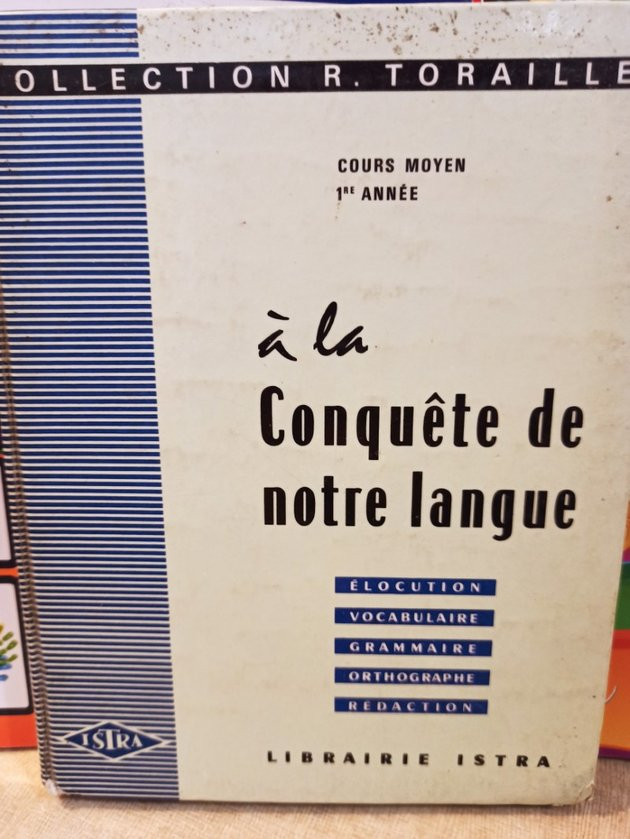 OLLECTION R. TORAILLE
COURS MOYEN
1RE ANNÉE
à la
Conquête de
notre langue
ÉLOCUTION
VOCABULAIRE
GRAMMAIRE
ORTHOGRAPHE
RÉDACTION
ISTRA
LIBRAIRIE ISTRA